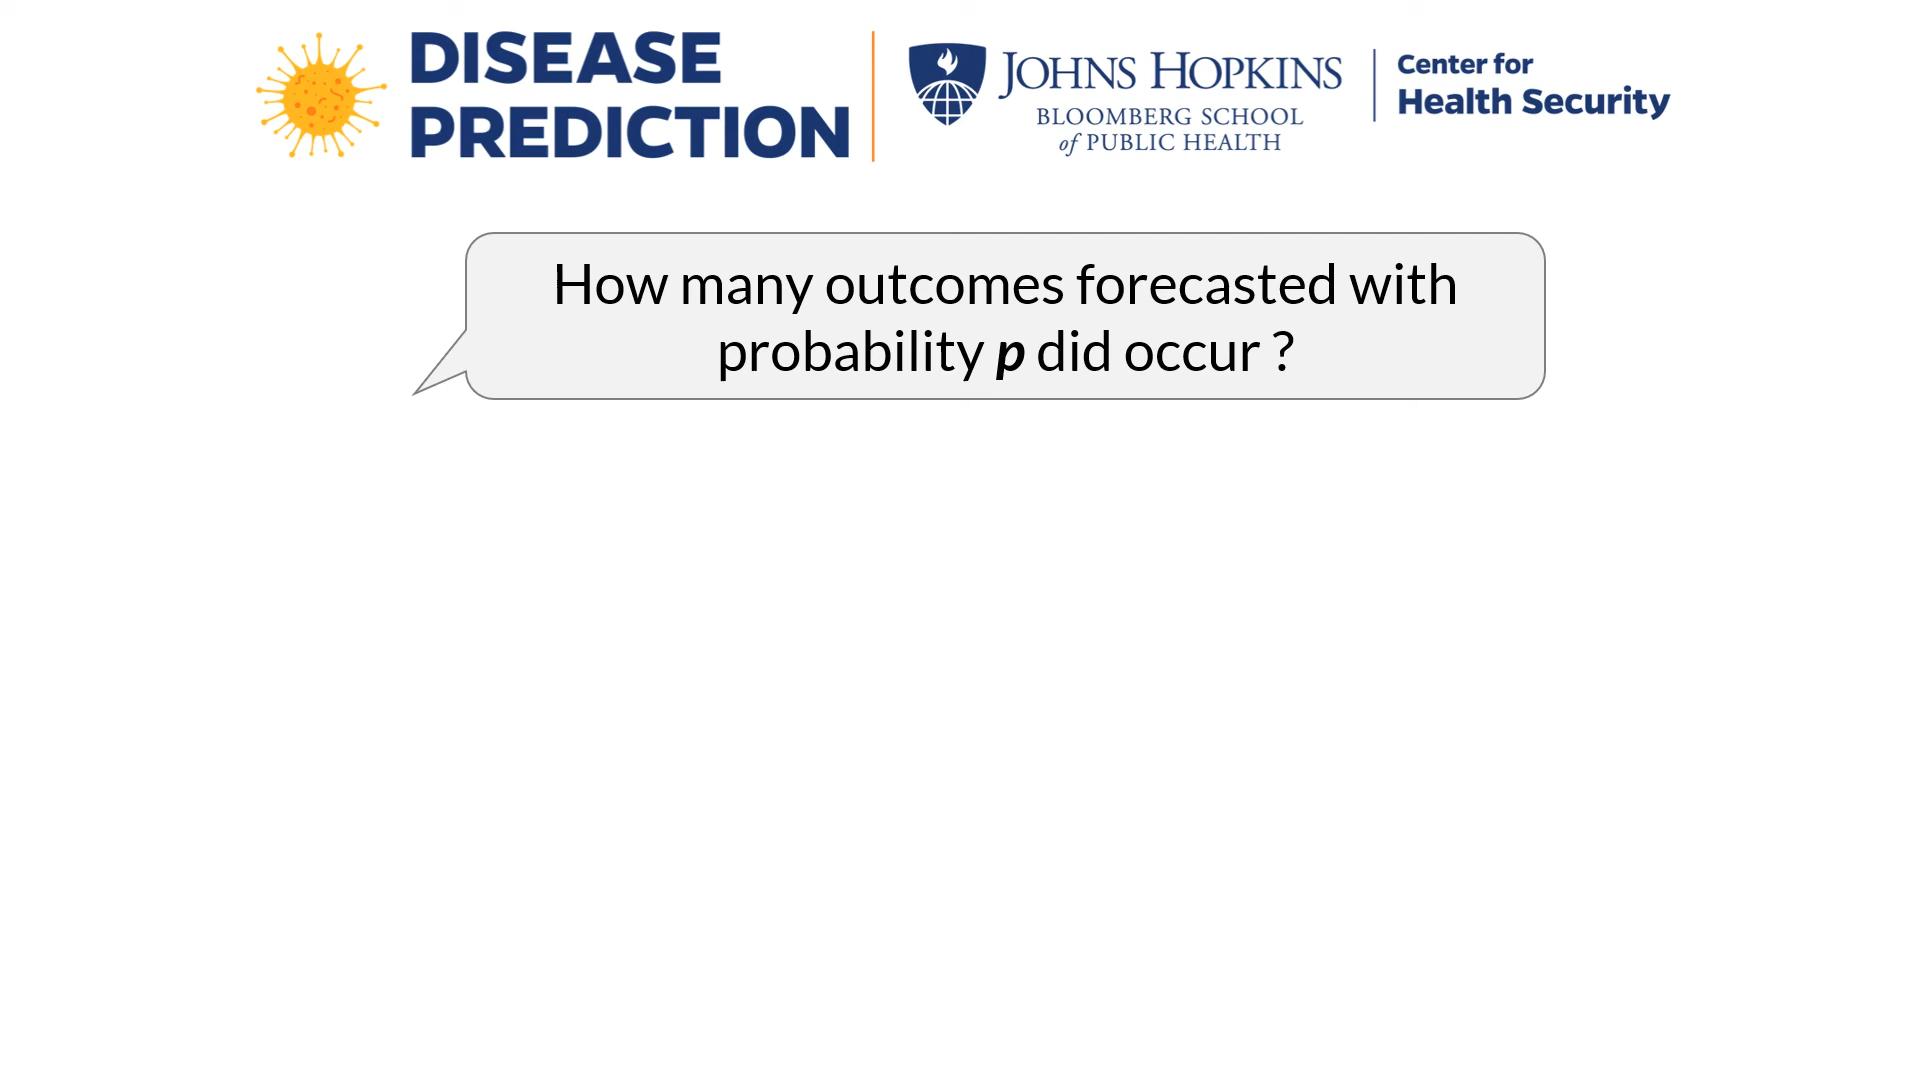 DISEASE
PREDICTION
JOHNS HOPKINS
BLOOMBERG SCHOOL
of PUBLIC HEALTH
Center for
Health Security
How many outcomes forecasted with
probability p did occur ?